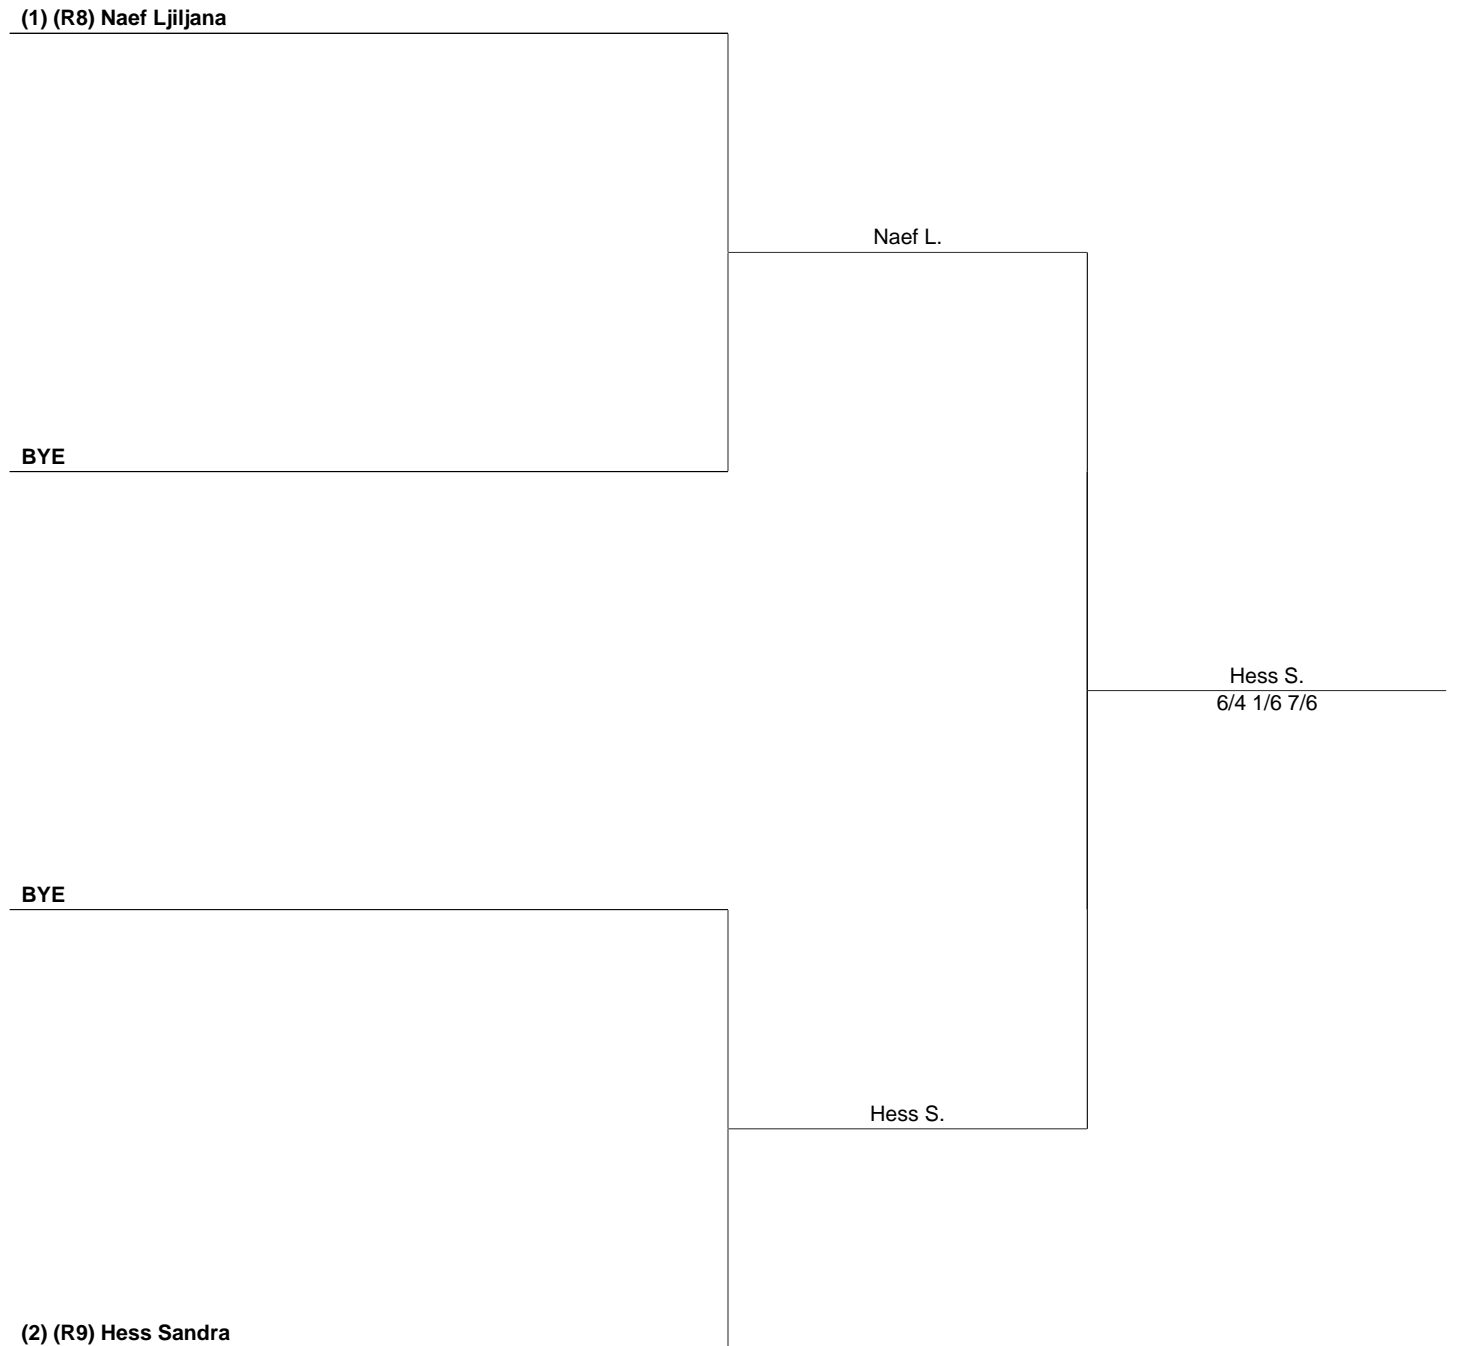 (1) (R8) Naef Ljiljana
Naef L.
BYE
Hess S.
6/4 1/6 7/6
BYE
Hess S.
(2) (R9) Hess Sandra